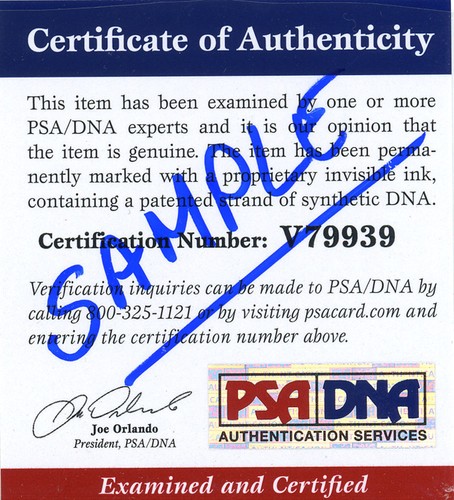 Certificate of Authenticity
This item has been examined by one or more
PSA/DNA experts and it is our opinion that
the item is genuine. The item has been perma-
nently marked with a proprietary invisible ink,
containing a patented strand of synthetic DNA.
Certification Number: V79939
SAMPLE
Verification inquiries can be made to PSA/DNA by
calling 800-325-1121 or by visiting psacard.com and
entering the certification number above.
Joe Orlando
President, PSA/DNA
PSA DNA
AUTHENTICATION SERVICES
Examined and Certified